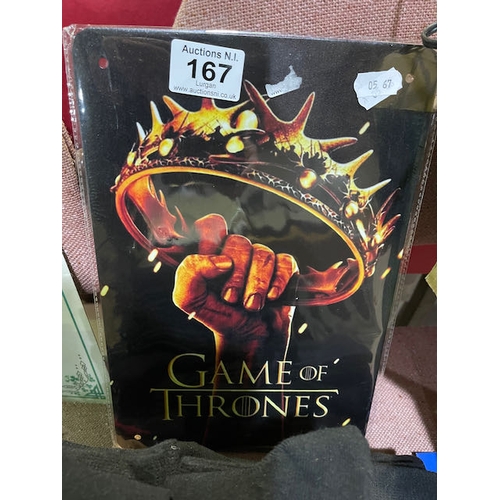 Auctions N.I.
167
Lurgan
www.auctionsni.co.uk
05 67
GAME OF
THRONES